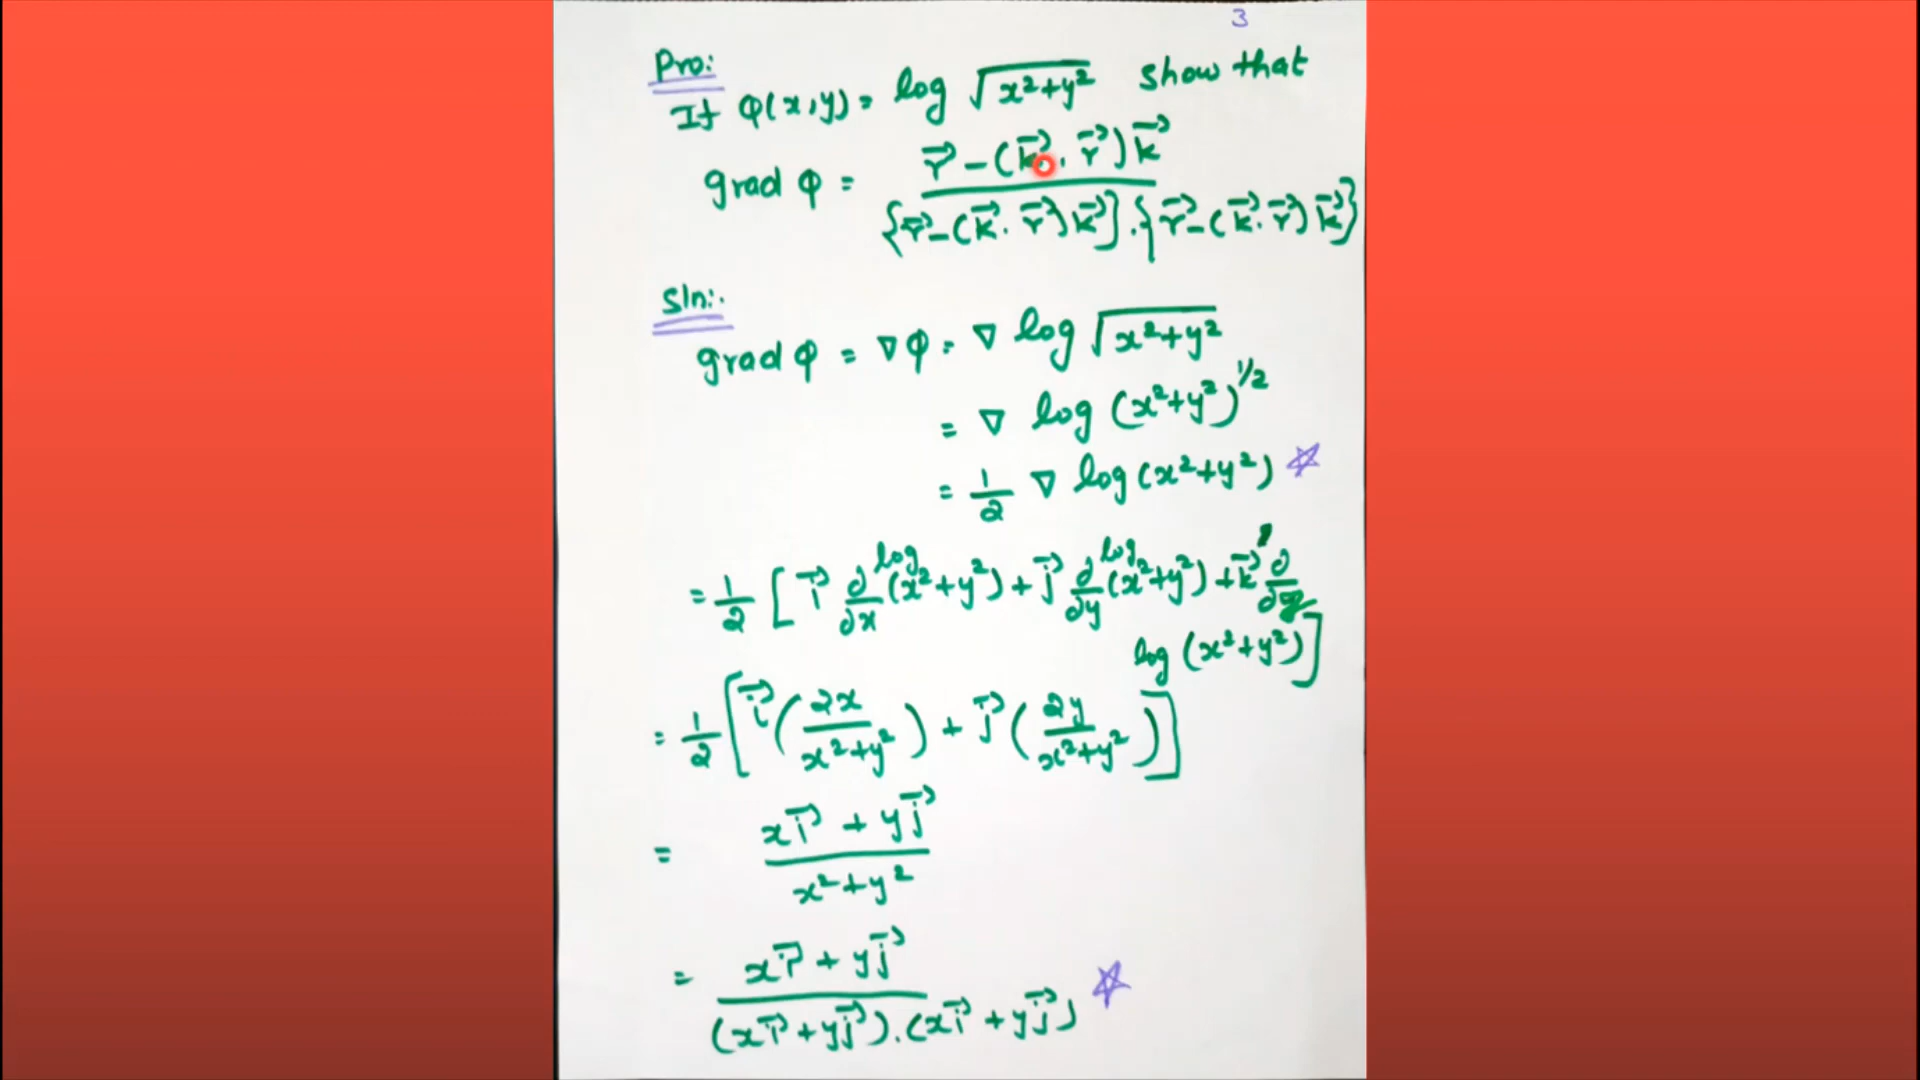 3
Pro:
If φ(x,y) = log √(x²+y²) show that
grad φ = (r⃗ - (k⃗ . r⃗) k⃗) / ({r⃗ - (k⃗ . r⃗) k⃗} . {r⃗ - (k⃗ . r⃗) k⃗})
Sln:.
grad φ = ∇φ = ∇ log √(x²+y²)
= ∇ log (x²+y²)^1/2
= 1/2 ∇ log (x²+y²) ☆
= 1/2 [ i⃗ ∂/∂x log (x²+y²) + j⃗ ∂/∂y log (x²+y²) + k⃗ ∂/∂z
log (x²+y²) ]
= 1/2 [ i⃗ (2x / x²+y²) + j⃗ (2y / x²+y²) ]
= (x i⃗ + y j⃗) / (x²+y²)
= (x i⃗ + y j⃗) / ((x i⃗ + y j⃗) . (x i⃗ + y j⃗)) ☆